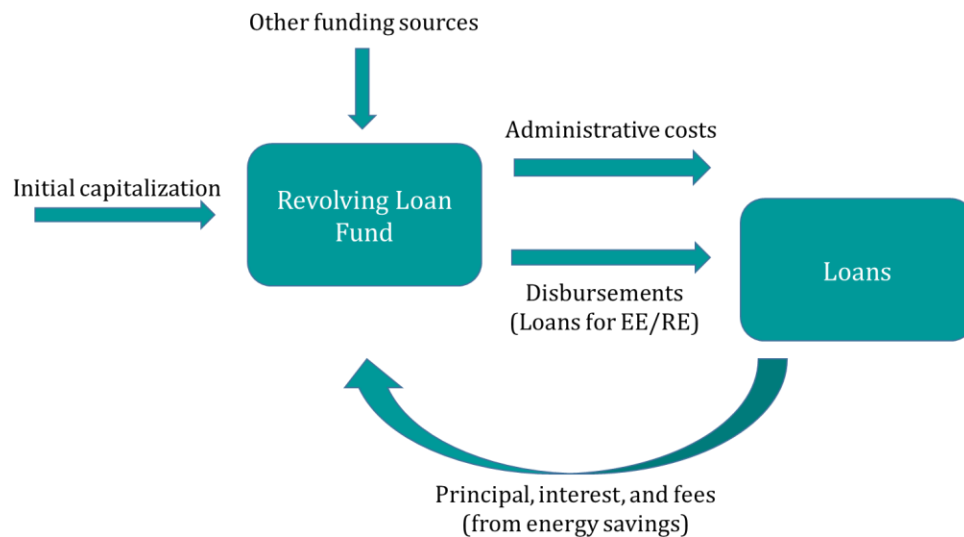 Other funding sources
Administrative costs
Initial capitalization
Revolving Loan
Fund
Loans
Disbursements
(Loans for EE/RE)
Principal, interest, and fees
(from energy savings)